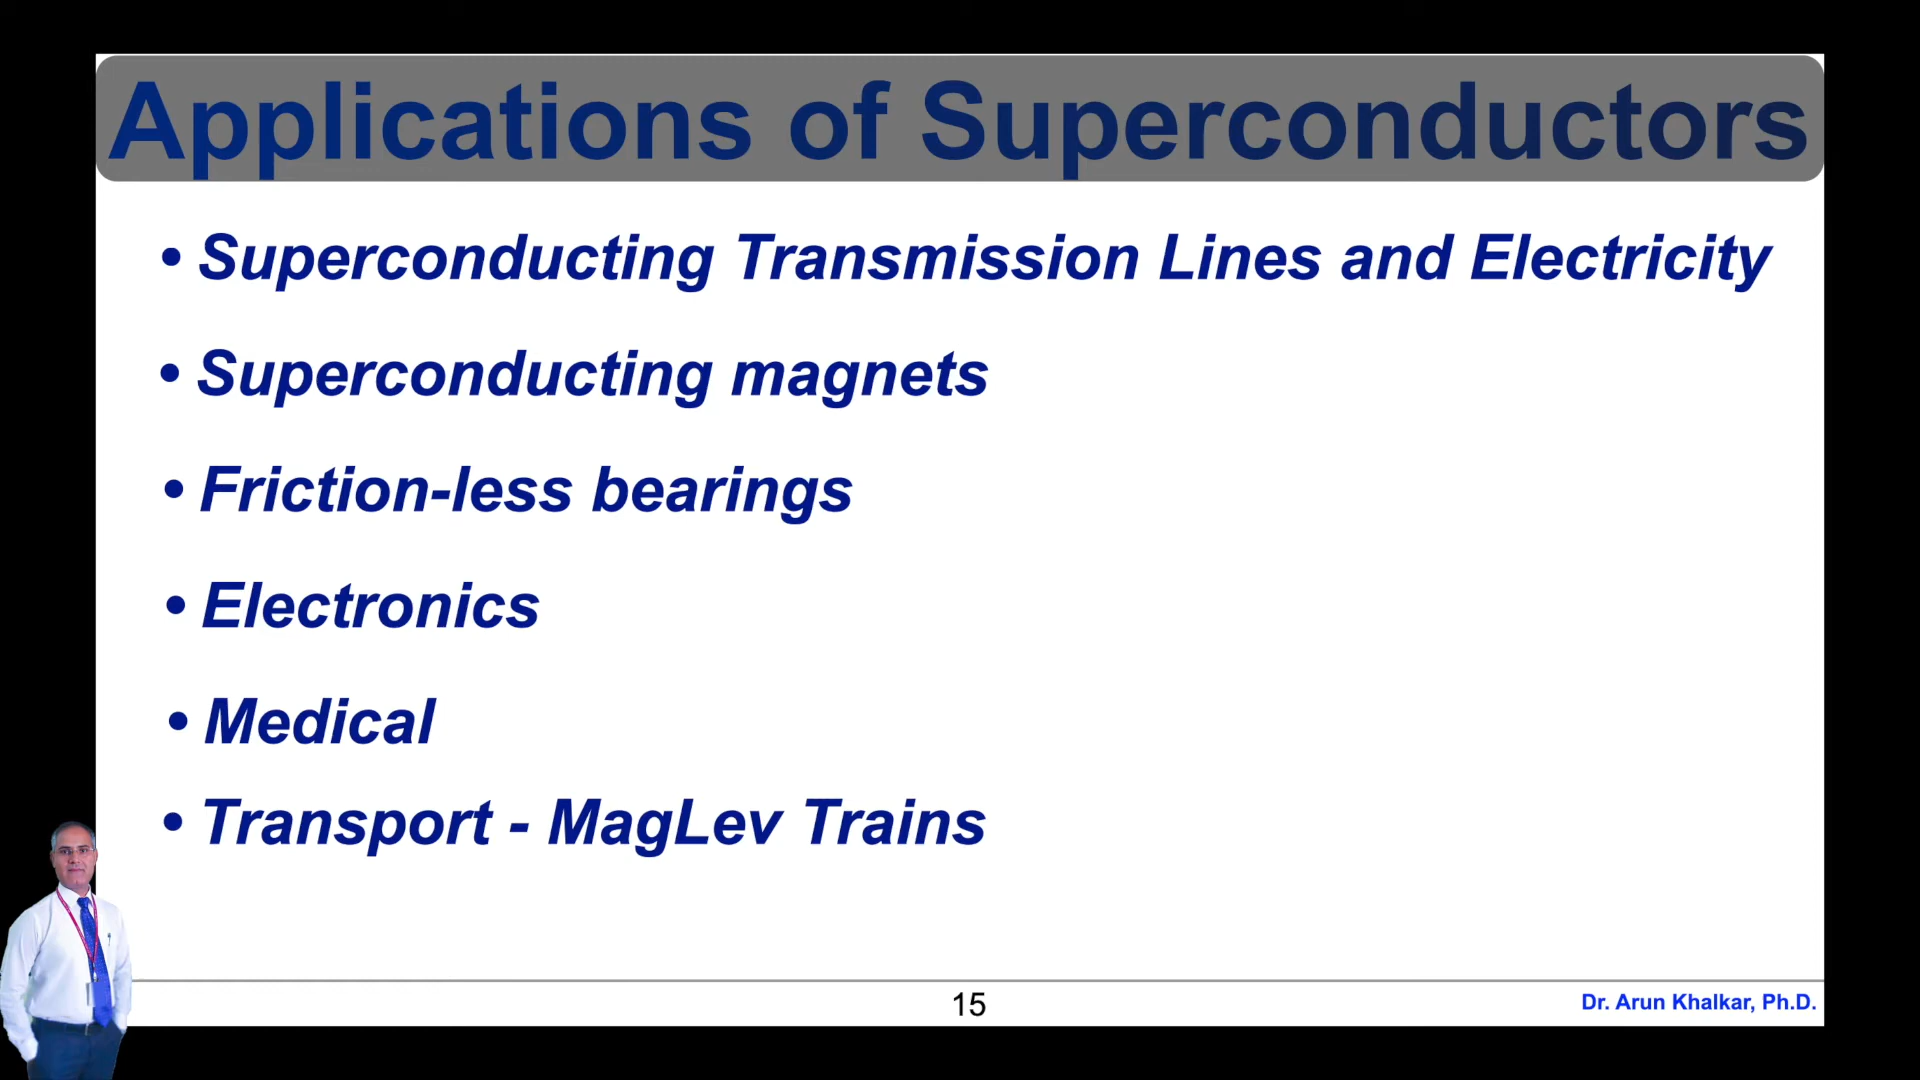 Applications of Superconductors
• Superconducting Transmission Lines and Electricity
• Superconducting magnets
• Friction-less bearings
• Electronics
• Medical
• Transport - MagLev Trains
15
Dr. Arun Khalkar, Ph.D.